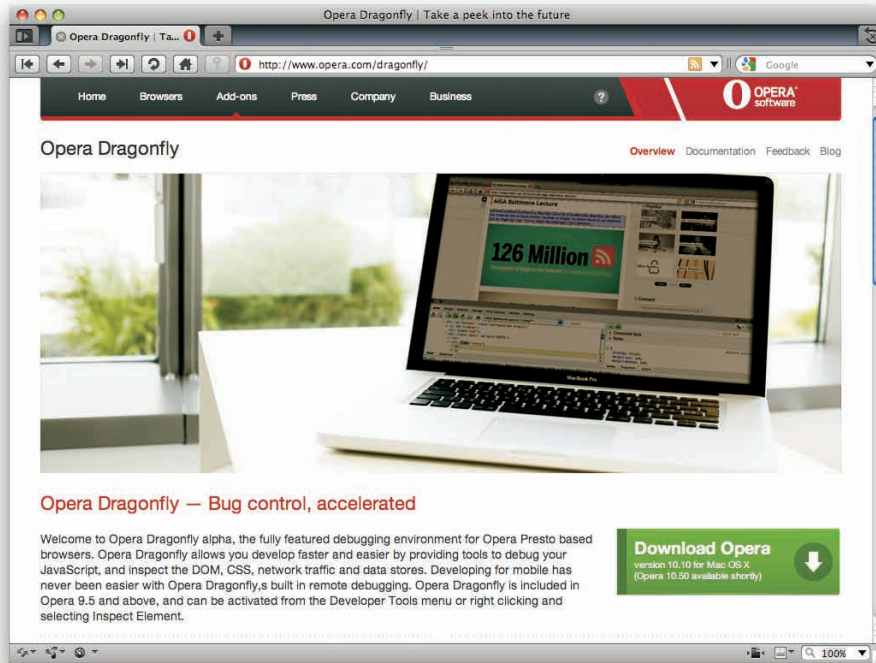 Opera Dragonfly | Take a peek into the future
Opera Dragonfly | Ta...
http://www.opera.com/dragonfly/
Google
Home Browsers Add-ons Press Company Business ?
OPERA software
Opera Dragonfly
Overview Documentation Feedback Blog
AIGA Baltimore Lecture
126 Million
Connect
MacBook Pro
Opera Dragonfly — Bug control, accelerated
Welcome to Opera Dragonfly alpha, the fully featured debugging environment for Opera Presto based
browsers. Opera Dragonfly allows you develop faster and easier by providing tools to debug your
JavaScript, and inspect the DOM, CSS, network traffic and data stores. Developing for mobile has
never been easier with Opera Dragonfly,s built in remote debugging. Opera Dragonfly is included in
Opera 9.5 and above, and can be activated from the Developer Tools menu or right clicking and
selecting Inspect Element.
Download Opera
version 10.10 for Mac OS X
(Opera 10.50 available shortly)
100%